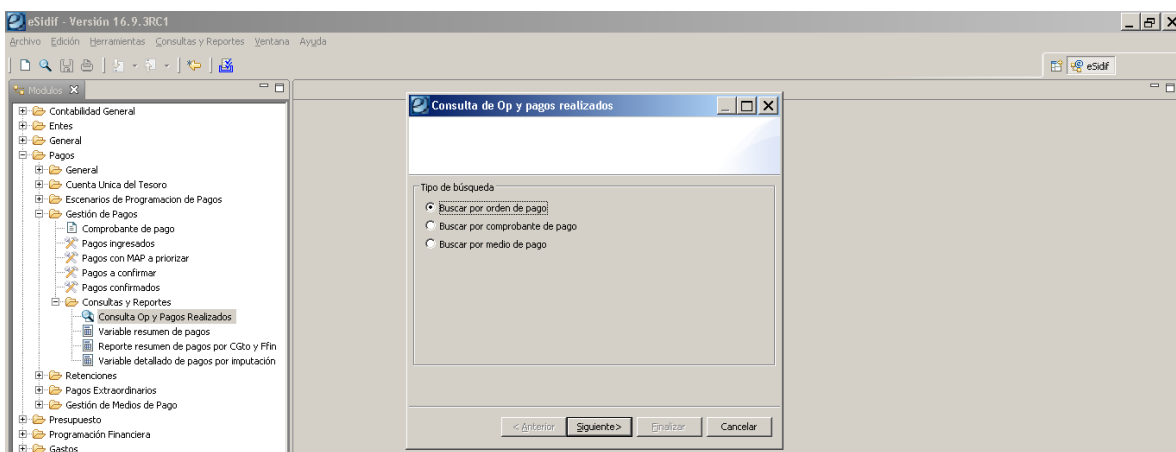 eSidif - Versión 16.9.3RC1
Archivo Edición Herramientas Consultas y Reportes Ventana Ayuda
eSidif
Modulos
Contabilidad General
Entes
General
Pagos
General
Cuenta Unica del Tesoro
Escenarios de Programacion de Pagos
Gestión de Pagos
Comprobante de pago
Pagos ingresados
Pagos con MAP a priorizar
Pagos a confirmar
Pagos confirmados
Consultas y Reportes
Consulta Op y Pagos Realizados
Variable resumen de pagos
Reporte resumen de pagos por CGto y Ffin
Variable detallado de pagos por imputación
Retenciones
Pagos Extraordinarios
Gestión de Medios de Pago
Presupuesto
Programación Financiera
Gastos
Consulta de Op y pagos realizados
Tipo de búsqueda
Buscar por orden de pago
Buscar por comprobante de pago
Buscar por medio de pago
< Anterior Siguiente> Finalizar Cancelar